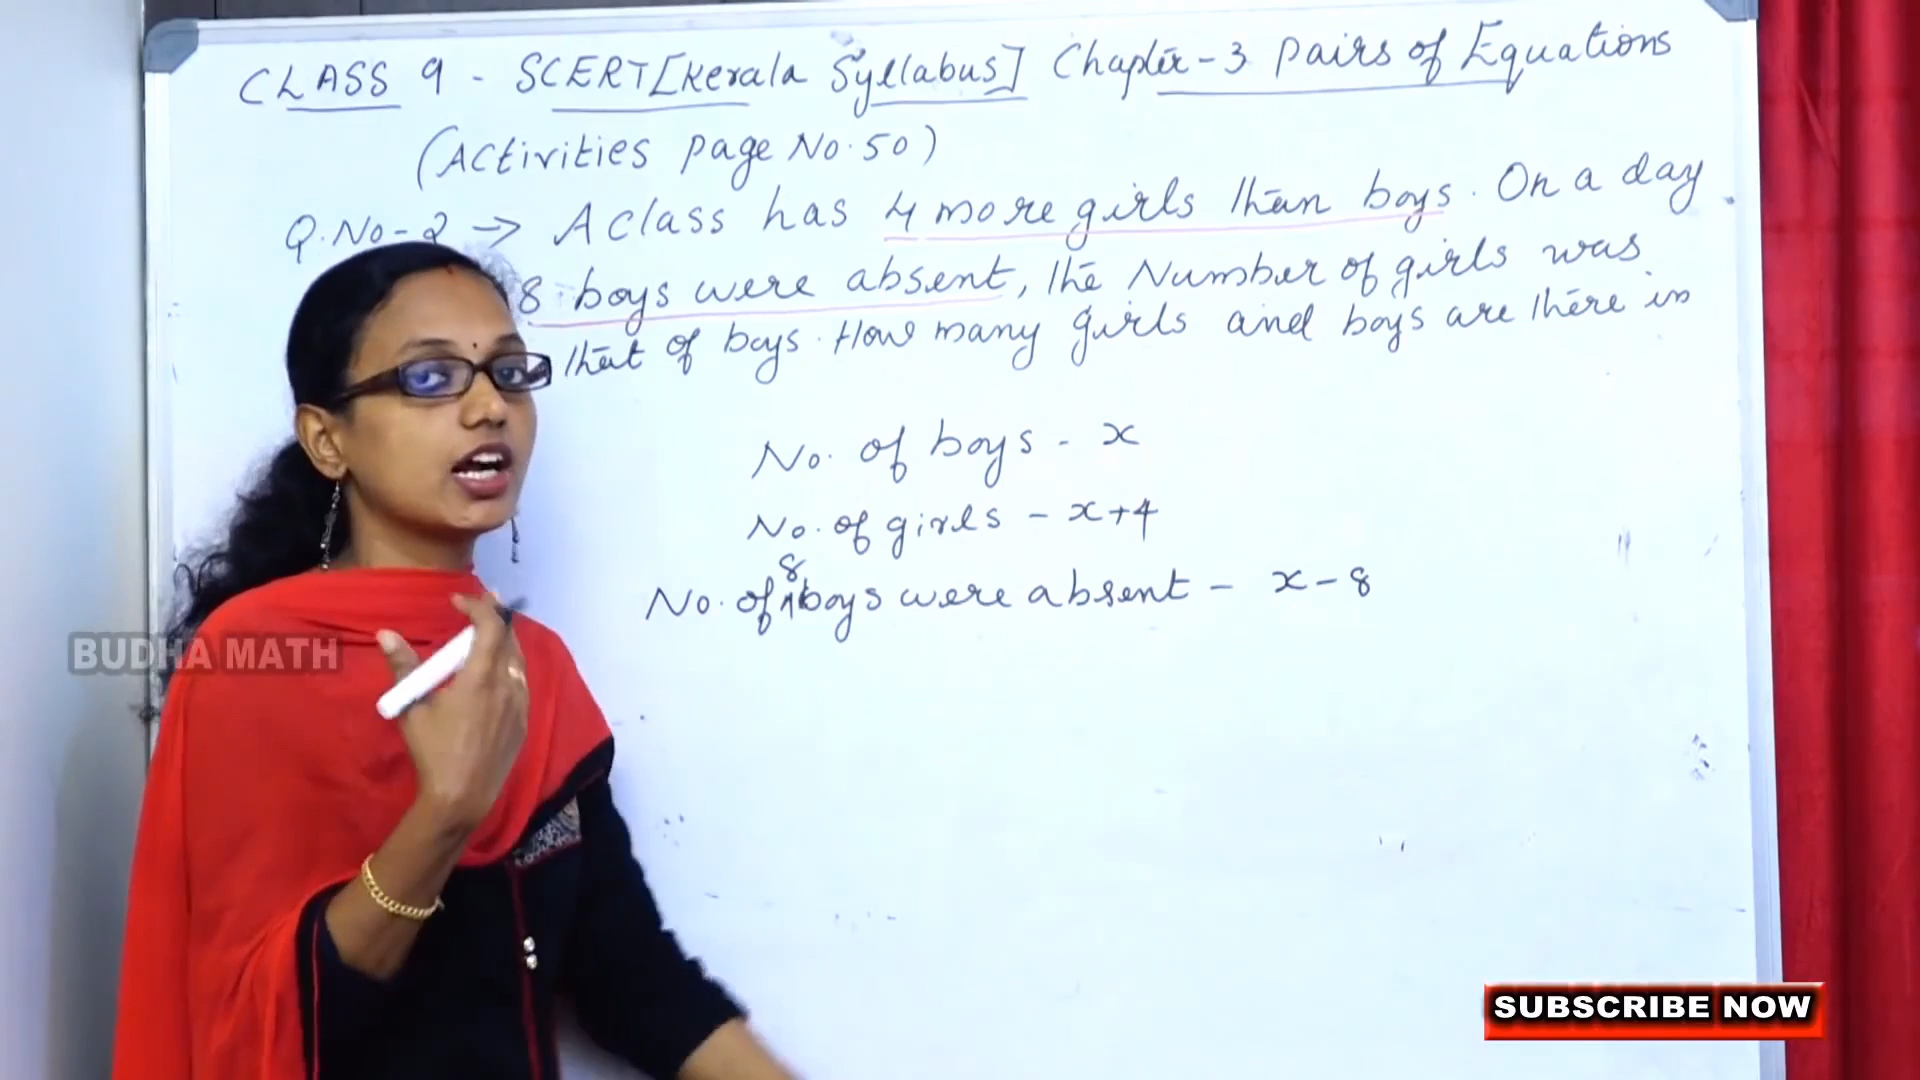 CLASS 9 - SCERT [Kerala Syllabus] Chapter-3 Pairs of Equations
(Activities page No.50)
Q.No-2 → A class has 4 more girls than boys. On a day
8 boys were absent, the Number of girls was
that of boys. How many girls and boys are there in
No. of boys - x
No. of girls - x+4
8
No. of boys were absent - x-8
BUDHA MATH
SUBSCRIBE NOW